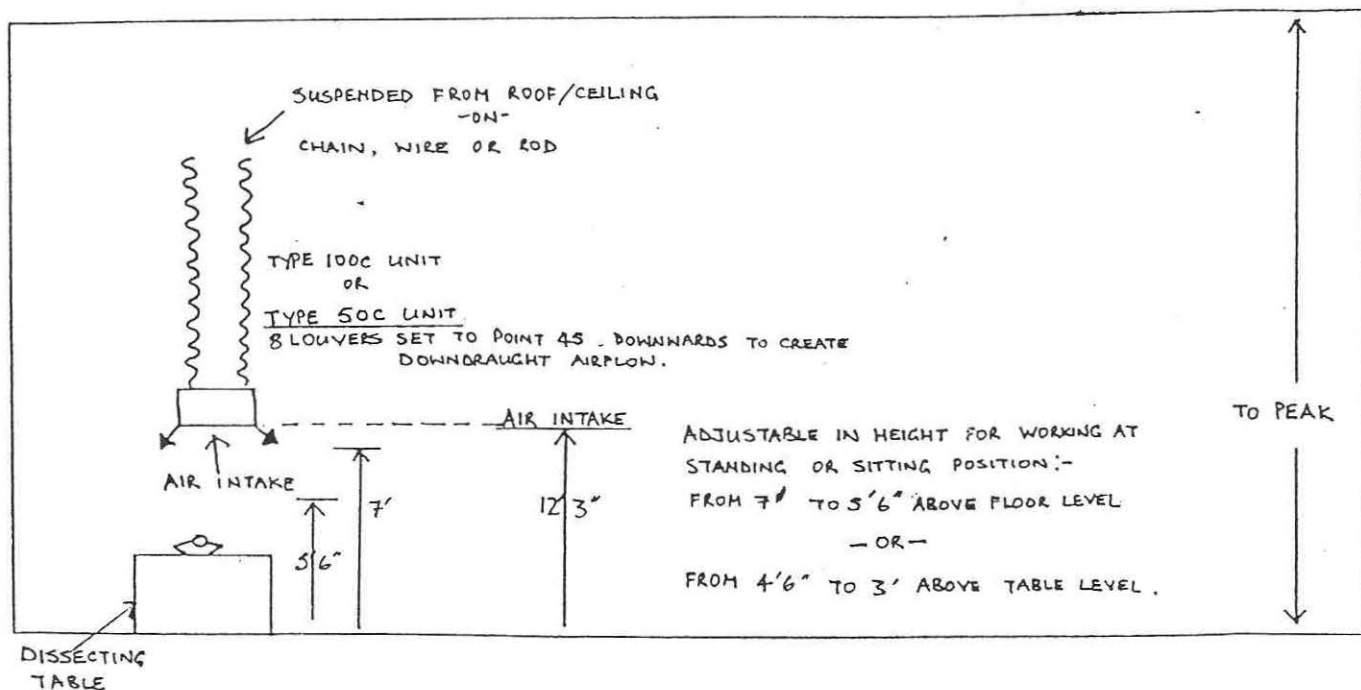 SUSPENDED FROM ROOF/CEILING
-ON-
CHAIN, WIRE OR ROD
TYPE 100C UNIT
OR
TYPE 50C UNIT
8 LOUVERS SET TO POINT 45 . DOWNWARDS TO CREATE
DOWNDRAUGHT AIRFLOW.
AIR INTAKE
TO PEAK
AIR INTAKE
ADJUSTABLE IN HEIGHT FOR WORKING AT
STANDING OR SITTING POSITION:-
FROM 7' TO 5'6" ABOVE FLOOR LEVEL
-OR-
FROM 4'6" TO 3' ABOVE TABLE LEVEL.
7'
12' 3"
5'6"
DISSECTING
TABLE